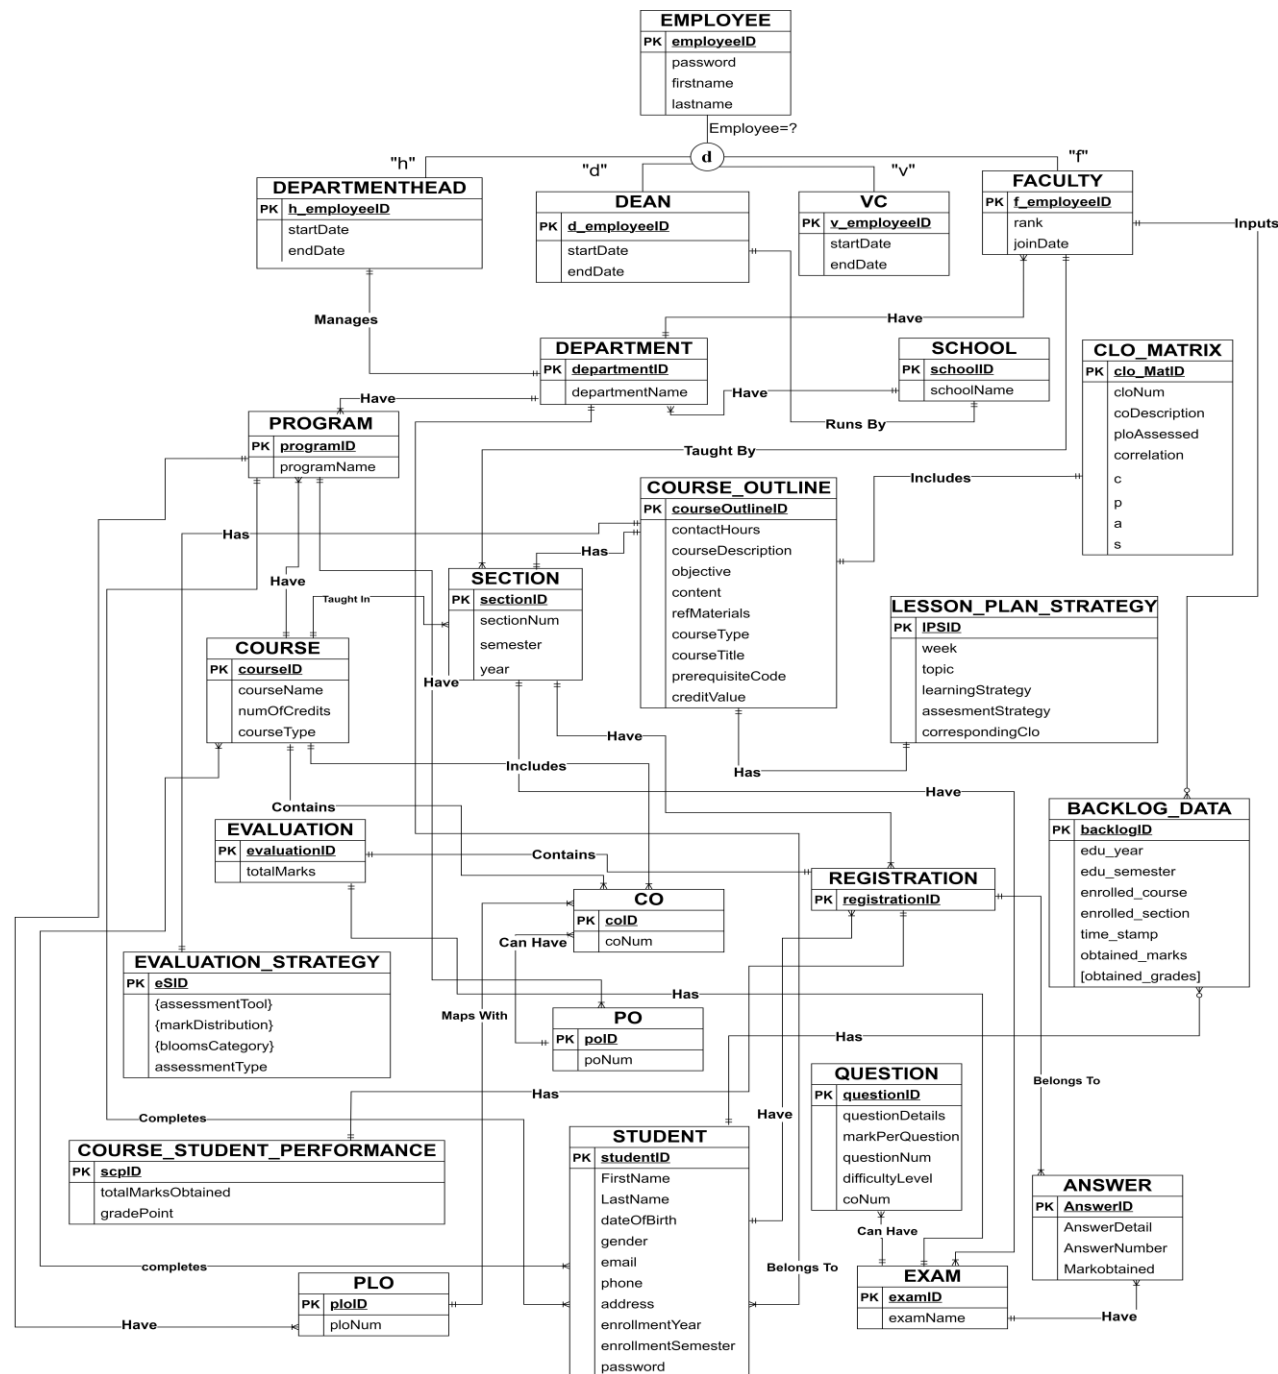 EMPLOYEE
PK employeeID
password
firstname
lastname
Employee=?
d
"h"
"d"
"v"
"f"
DEPARTMENTHEAD
PK h_employeeID
startDate
endDate
DEAN
PK d_employeeID
startDate
endDate
VC
PK v_employeeID
startDate
endDate
FACULTY
PK f_employeeID
rank
joinDate
Inputs
Manages
Have
DEPARTMENT
PK departmentID
departmentName
SCHOOL
PK schoolID
schoolName
CLO_MATRIX
PK clo_MatID
cloNum
coDescription
ploAssessed
correlation
c
p
a
s
Have
Have
Runs By
PROGRAM
PK programID
programName
Taught By
Includes
COURSE_OUTLINE
PK courseOutlineID
contactHours
courseDescription
objective
content
refMaterials
courseType
courseTitle
prerequisiteCode
creditValue
Has
Has
Have
Taught In
SECTION
PK sectionID
sectionNum
semester
year
LESSON_PLAN_STRATEGY
PK lPSID
week
topic
learningStrategy
assesmentStrategy
correspondingClo
COURSE
PK courseID
courseName
numOfCredits
courseType
Have
Have
Includes
Has
Have
Contains
EVALUATION
PK evaluationID
totalMarks
Contains
BACKLOG_DATA
PK backlogID
edu_year
edu_semester
enrolled_course
enrolled_section
time_stamp
obtained_marks
[obtained_grades]
REGISTRATION
PK registrationID
CO
PK coID
coNum
Can Have
EVALUATION_STRATEGY
PK eSID
{assessmentTool}
{markDistribution}
{bloomsCategory}
assessmentType
Has
Maps With
PO
PK poID
poNum
Has
QUESTION
PK questionID
questionDetails
markPerQuestion
questionNum
difficultyLevel
coNum
Belongs To
Has
Have
Completes
COURSE_STUDENT_PERFORMANCE
PK scpID
totalMarksObtained
gradePoint
STUDENT
PK studentID
FirstName
LastName
dateOfBirth
gender
email
phone
address
enrollmentYear
enrollmentSemester
password
ANSWER
PK AnswerID
AnswerDetail
AnswerNumber
Markobtained
Can Have
completes
Belongs To
PLO
PK ploID
ploNum
EXAM
PK examID
examName
Have
Have